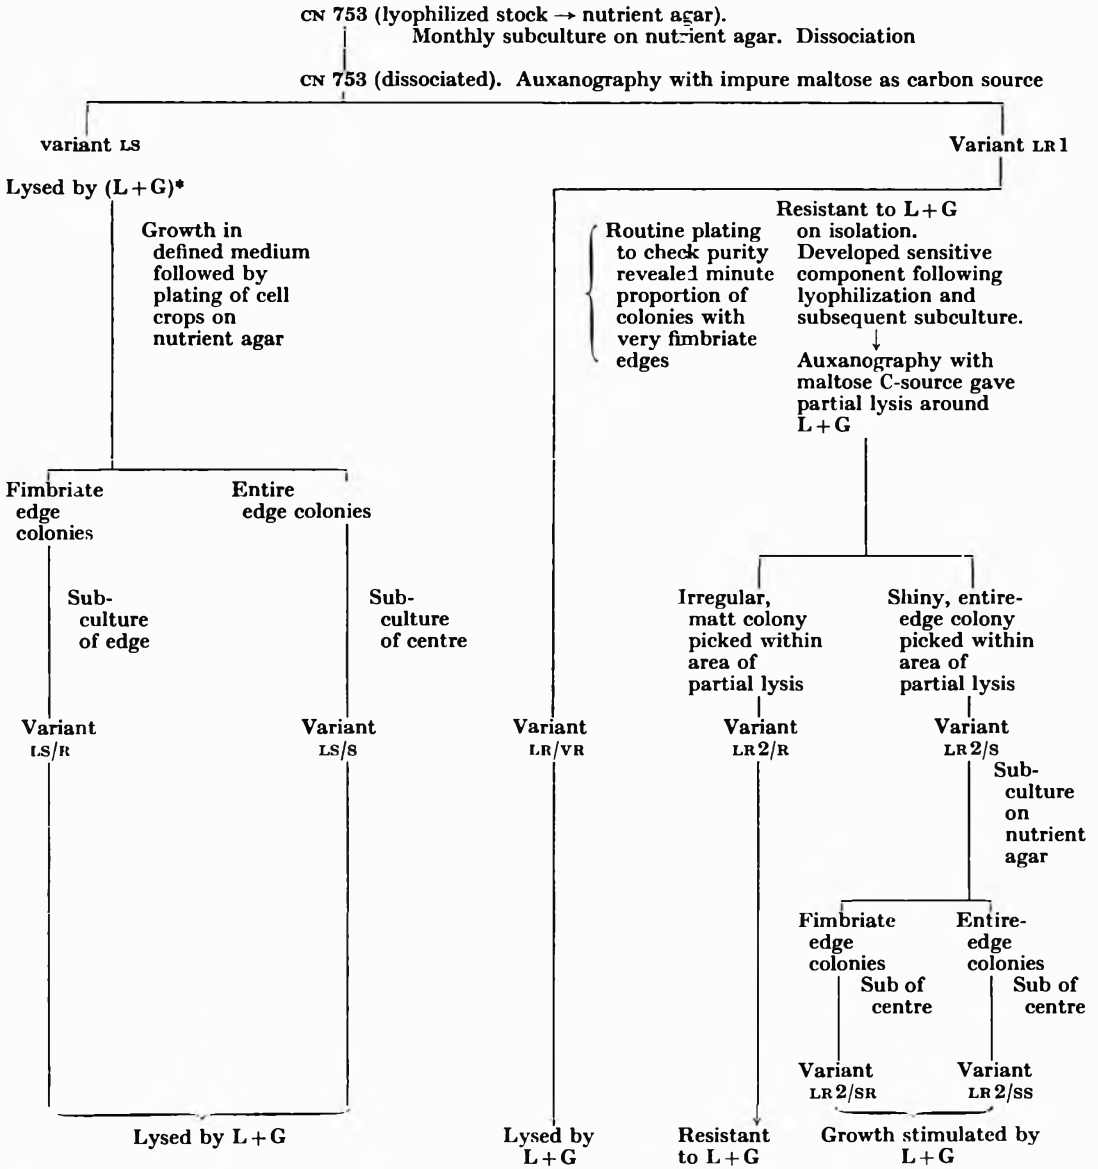 CN 753 (lyophilized stock → nutrient agar).
Monthly subculture on nutrient agar. Dissociation
CN 753 (dissociated). Auxanography with impure maltose as carbon source
variant LS
Lysed by (L+G)*
Growth in
defined medium
followed by
plating of cell
crops on
nutrient agar
Fimbriate
edge
colonies
Entire
edge colonies
Sub-
culture
of edge
Sub-
culture
of centre
Variant
LS/R
Variant
LS/S
Lysed by L+G
Variant LR1
Routine plating
to check purity
revealed minute
proportion of
colonies with
very fimbriate
edges
Variant
LR/VR
Lysed by
L+G
Resistant to L+G
on isolation.
Developed sensitive
component following
lyophilization and
subsequent subculture.
↓
Auxanography with
maltose C-source gave
partial lysis around
L+G
Irregular,
matt colony
picked within
area of
partial lysis
Variant
LR2/R
Resistant
to L+G
Shiny, entire-
edge colony
picked within
area of
partial lysis
Variant
LR2/S
Sub-
culture
on
nutrient
agar
Fimbriate
edge
colonies
Entire-
edge
colonies
Sub of
centre
Sub of
centre
Variant
LR2/SR
Variant
LR2/SS
Growth stimulated by
L+G